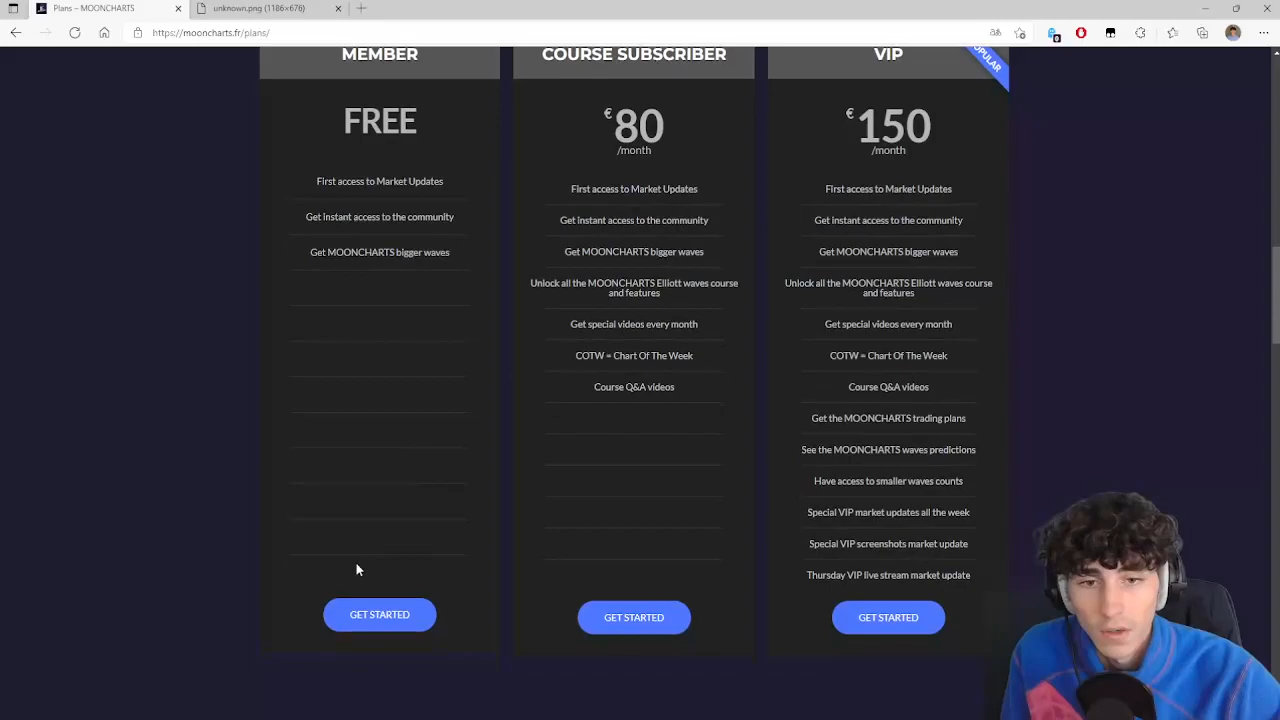 Plans – MOONCHARTS
unknown.png (1186×676)
https://mooncharts.fr/plans/
MEMBER
FREE
First access to Market Updates
Get instant access to the community
Get MOONCHARTS bigger waves
GET STARTED
COURSE SUBSCRIBER
€80
/month
First access to Market Updates
Get instant access to the community
Get MOONCHARTS bigger waves
Unlock all the MOONCHARTS Elliott waves course
and features
Get special videos every month
COTW = Chart Of The Week
Course Q&A videos
GET STARTED
VIP
OPULAR
€150
/month
First access to Market Updates
Get instant access to the community
Get MOONCHARTS bigger waves
Unlock all the MOONCHARTS Elliott waves course
and features
Get special videos every month
COTW = Chart Of The Week
Course Q&A videos
Get the MOONCHARTS trading plans
See the MOONCHARTS waves predictions
Have access to smaller waves counts
Special VIP market updates all the week
Special VIP screenshots market update
Thursday VIP live stream market update
GET STARTED